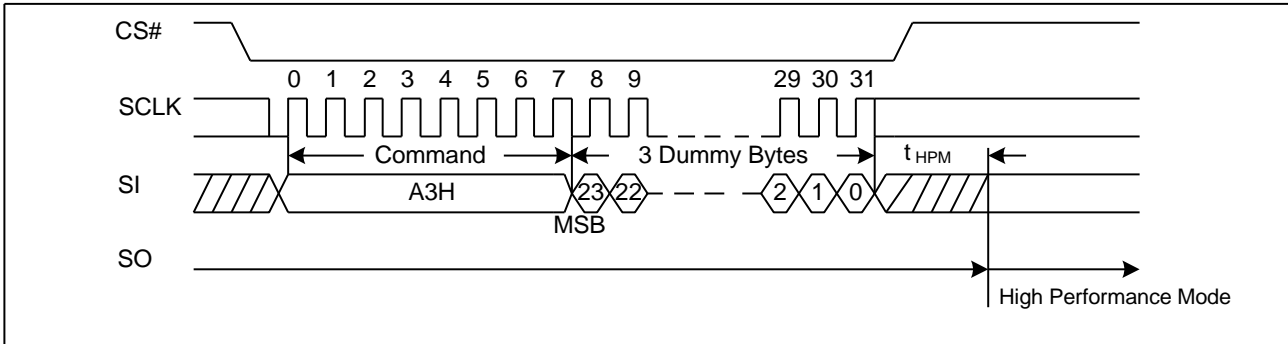 CS#
0 1 2 3 4 5 6 7 8 9 29 30 31
SCLK
Command 3 Dummy Bytes tHPM
SI A3H 23 22 2 1 0
MSB
SO
High Performance Mode